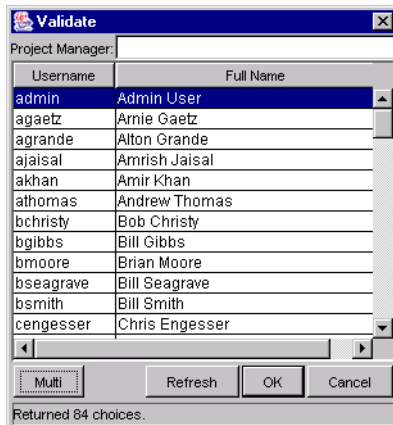 Validate
Project Manager:
Username Full Name
admin Admin User
agaetz Arnie Gaetz
agrande Alton Grande
ajaisal Amrish Jaisal
akhan Amir Khan
athomas Andrew Thomas
bchristy Bob Christy
bgibbs Bill Gibbs
bmoore Brian Moore
bseagrave Bill Seagrave
bsmith Bill Smith
cengesser Chris Engesser
Multi Refresh OK Cancel
Returned 84 choices.